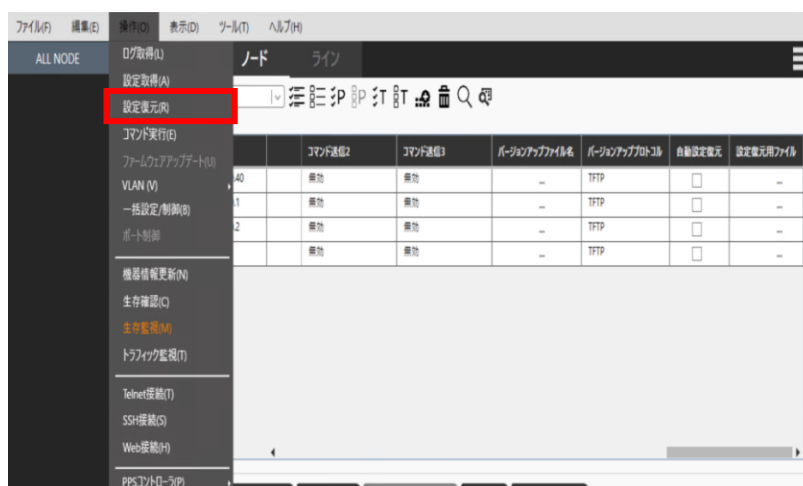 ファイル(F) 編集(E) 操作(O) 表示(D) ツール(T) ヘルプ(H)
ALL NODE
ログ取得(L)
設定取得(A)
設定復元(R)
コマンド実行(E)
ファームウェアアップデート(U)
VLAN (V)
一括設定/制御(B)
ポート制御
機器情報更新(N)
生存確認(C)
生存監視(M)
トラフィック監視(T)
Telnet接続(T)
SSH接続(S)
Web接続(H)
PPSコントローラ(P)
ノード ライン
コマンド送信2 コマンド送信3 バージョンアップファイル名 バージョンアッププロトコル 自動設定復元 設定復元用ファイル
.40 無効 無効 _ TFTP _
.1 無効 無効 _ TFTP _
.2 無効 無効 _ TFTP _
無効 無効 _ TFTP _